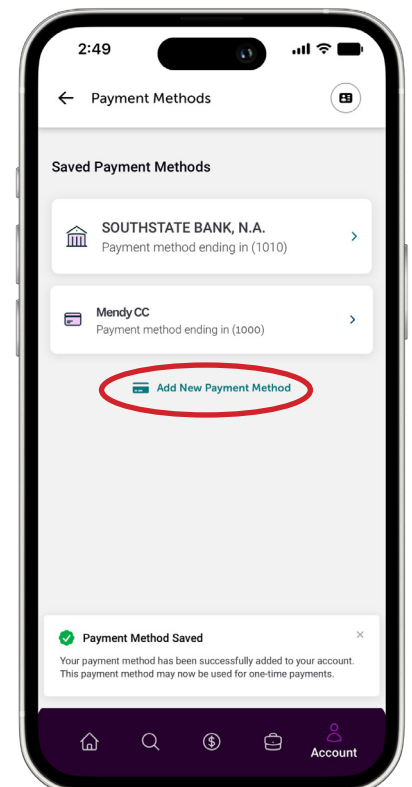 2:49
Payment Methods
Saved Payment Methods
SOUTHSTATE BANK, N.A.
Payment method ending in (1010)
Mendy CC
Payment method ending in (1000)
Add New Payment Method
Payment Method Saved
Your payment method has been successfully added to your account.
This payment method may now be used for one-time payments.
Account